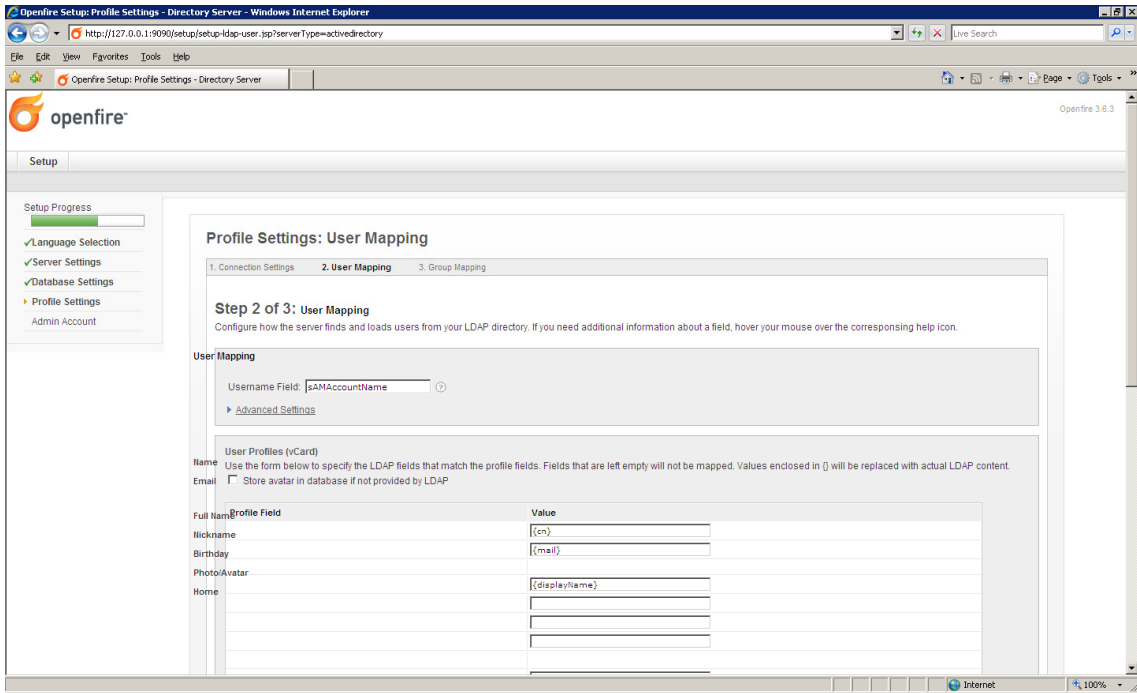 Openfire Setup: Profile Settings - Directory Server - Windows Internet Explorer
http://127.0.0.1:9090/setup/setup-ldap-user.jsp?serverType=activedirectory
Live Search
File Edit View Favorites Tools Help
Openfire Setup: Profile Settings - Directory Server
Page Tools »
openfire
Openfire 3.6.3
Setup
Setup Progress
✓Language Selection
✓Server Settings
✓Database Settings
Profile Settings
Admin Account
Profile Settings: User Mapping
1. Connection Settings 2. User Mapping 3. Group Mapping
Step 2 of 3: User Mapping
Configure how the server finds and loads users from your LDAP directory. If you need additional information about a field, hover your mouse over the corresponsing help icon.
User Mapping
Username Field: sAMAccountName ?
Advanced Settings
User Profiles (vCard)
Use the form below to specify the LDAP fields that match the profile fields. Fields that are left empty will not be mapped. Values enclosed in {} will be replaced with actual LDAP content.
Name
Email
Store avatar in database if not provided by LDAP
Full Name
Profile Field Value
Nickname
{cn}
Birthday
{mail}
Photo/Avatar
{displayName}
Home
Internet
100%